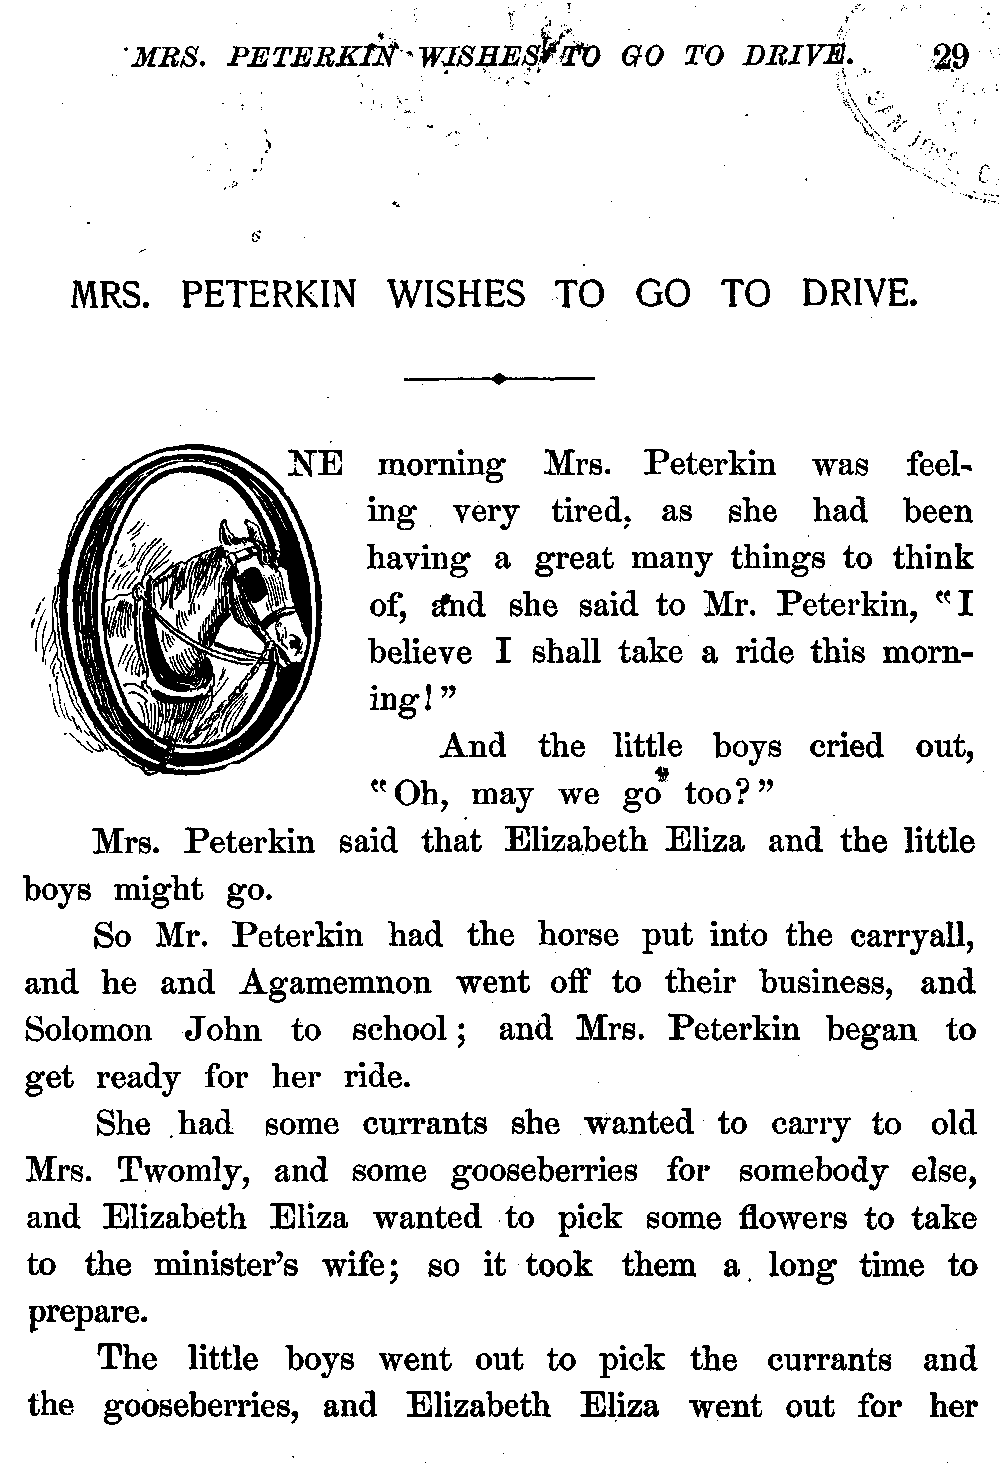 MRS. PETERKIN WISHES TO GO TO DRIVE. 29
SAN JOSE, C
MRS. PETERKIN WISHES TO GO TO DRIVE.
ONE morning Mrs. Peterkin was feel-
ing very tired, as she had been
having a great many things to think
of, and she said to Mr. Peterkin, "I
believe I shall take a ride this morn-
ing!"
And the little boys cried out,
"Oh, may we go too?"
Mrs. Peterkin said that Elizabeth Eliza and the little
boys might go.
So Mr. Peterkin had the horse put into the carryall,
and he and Agamemnon went off to their business, and
Solomon John to school; and Mrs. Peterkin began to
get ready for her ride.
She had some currants she wanted to carry to old
Mrs. Twomly, and some gooseberries for somebody else,
and Elizabeth Eliza wanted to pick some flowers to take
to the minister's wife; so it took them a long time to
prepare.
The little boys went out to pick the currants and
the gooseberries, and Elizabeth Eliza went out for her